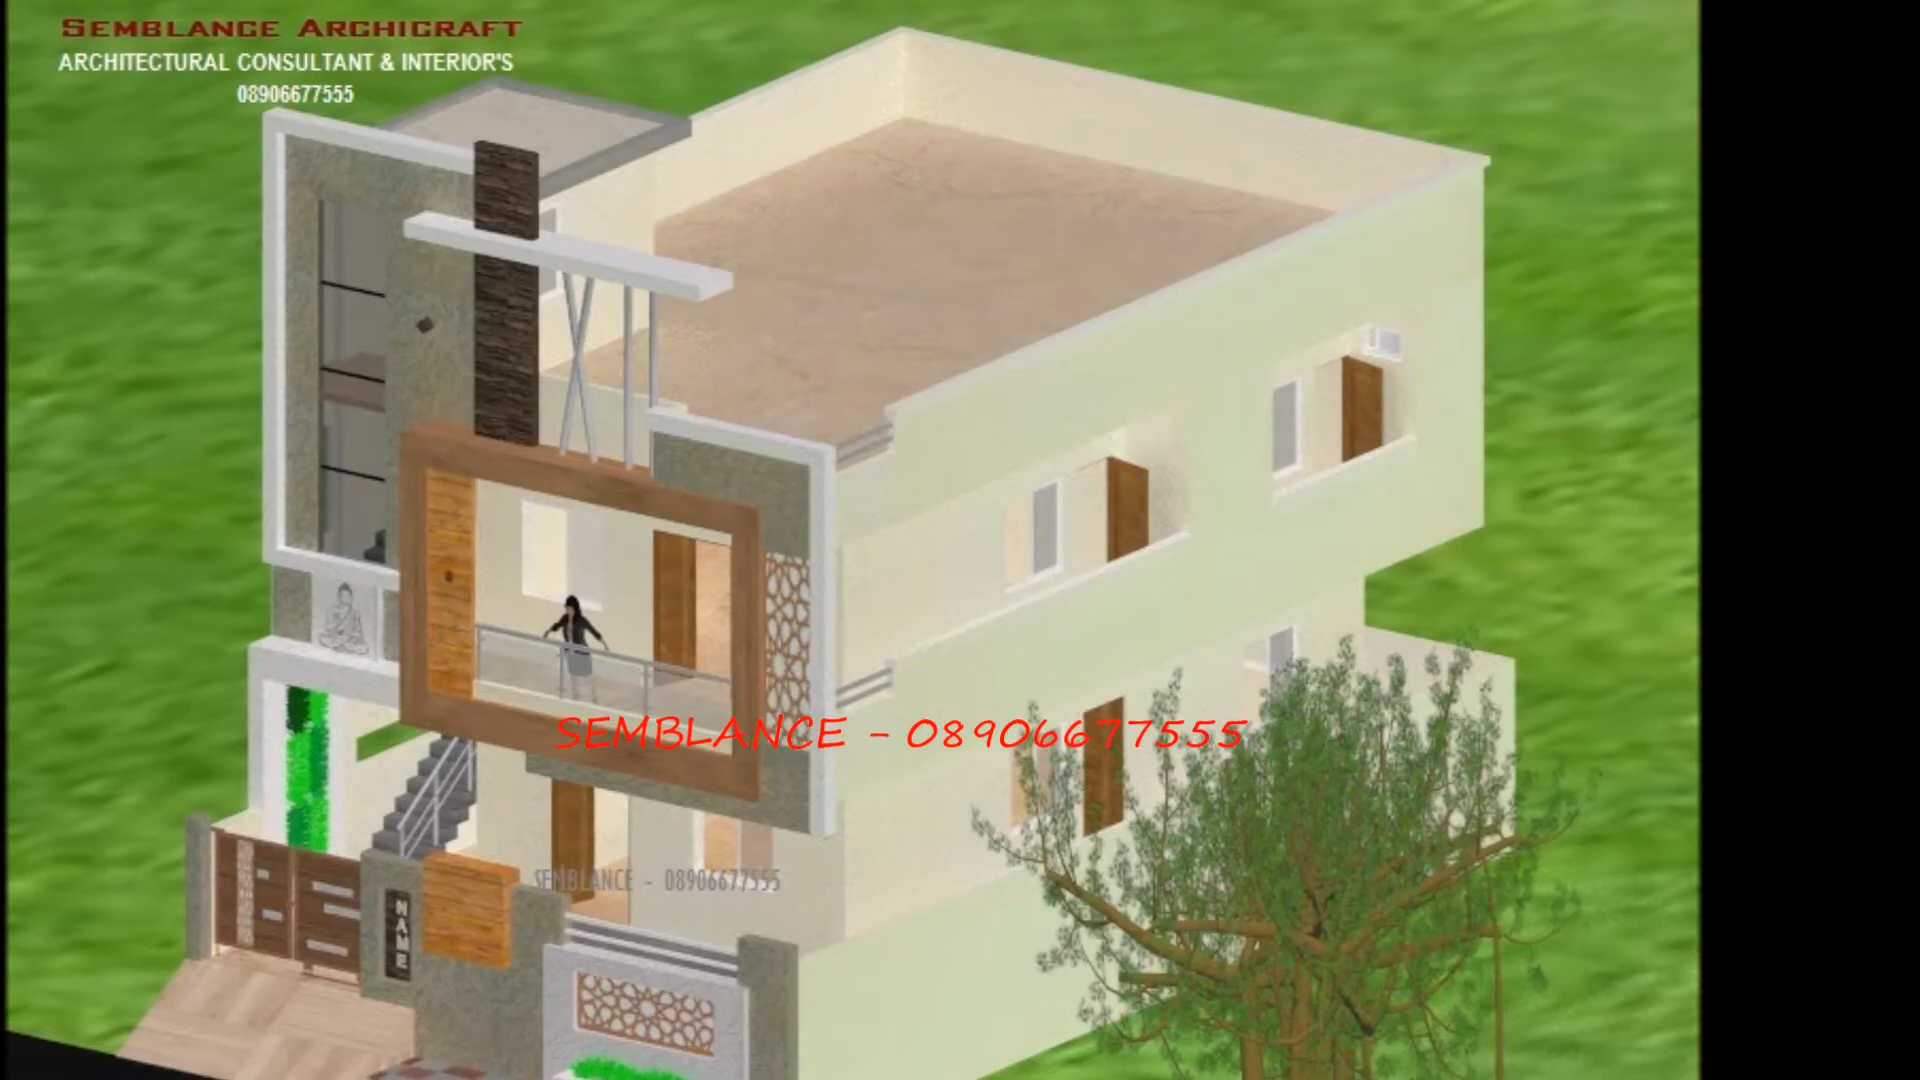 SEMBLANCE ARCHICRAFT
ARCHITECTURAL CONSULTANT & INTERIOR'S
08906677555
SEMBLANCE - 08906677555
SEMBLANCE - 08906677555
NAME